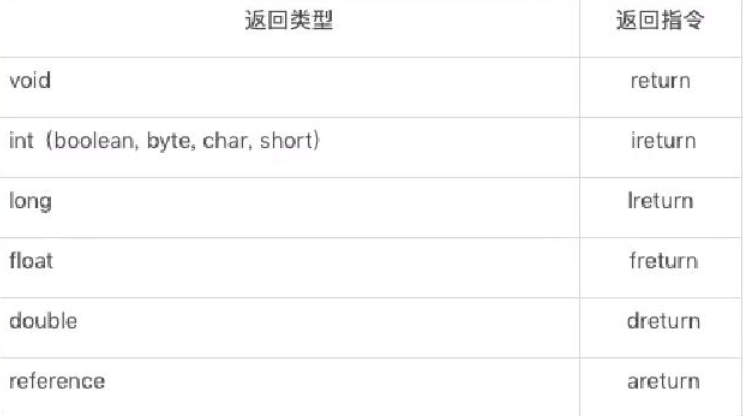 返回类型 返回指令
void return
int (boolean, byte, char, short) ireturn
long lreturn
float freturn
double dreturn
reference areturn